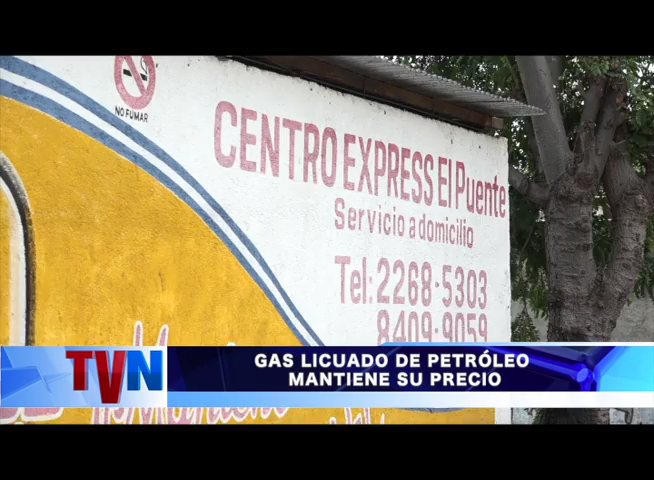 NO FUMAR
CENTRO EXPRESS El Puente
Servicio a domicilio
Tel: 2268-5303
8409-9059
TVN
GAS LICUADO DE PETRÓLEO
MANTIENE SU PRECIO